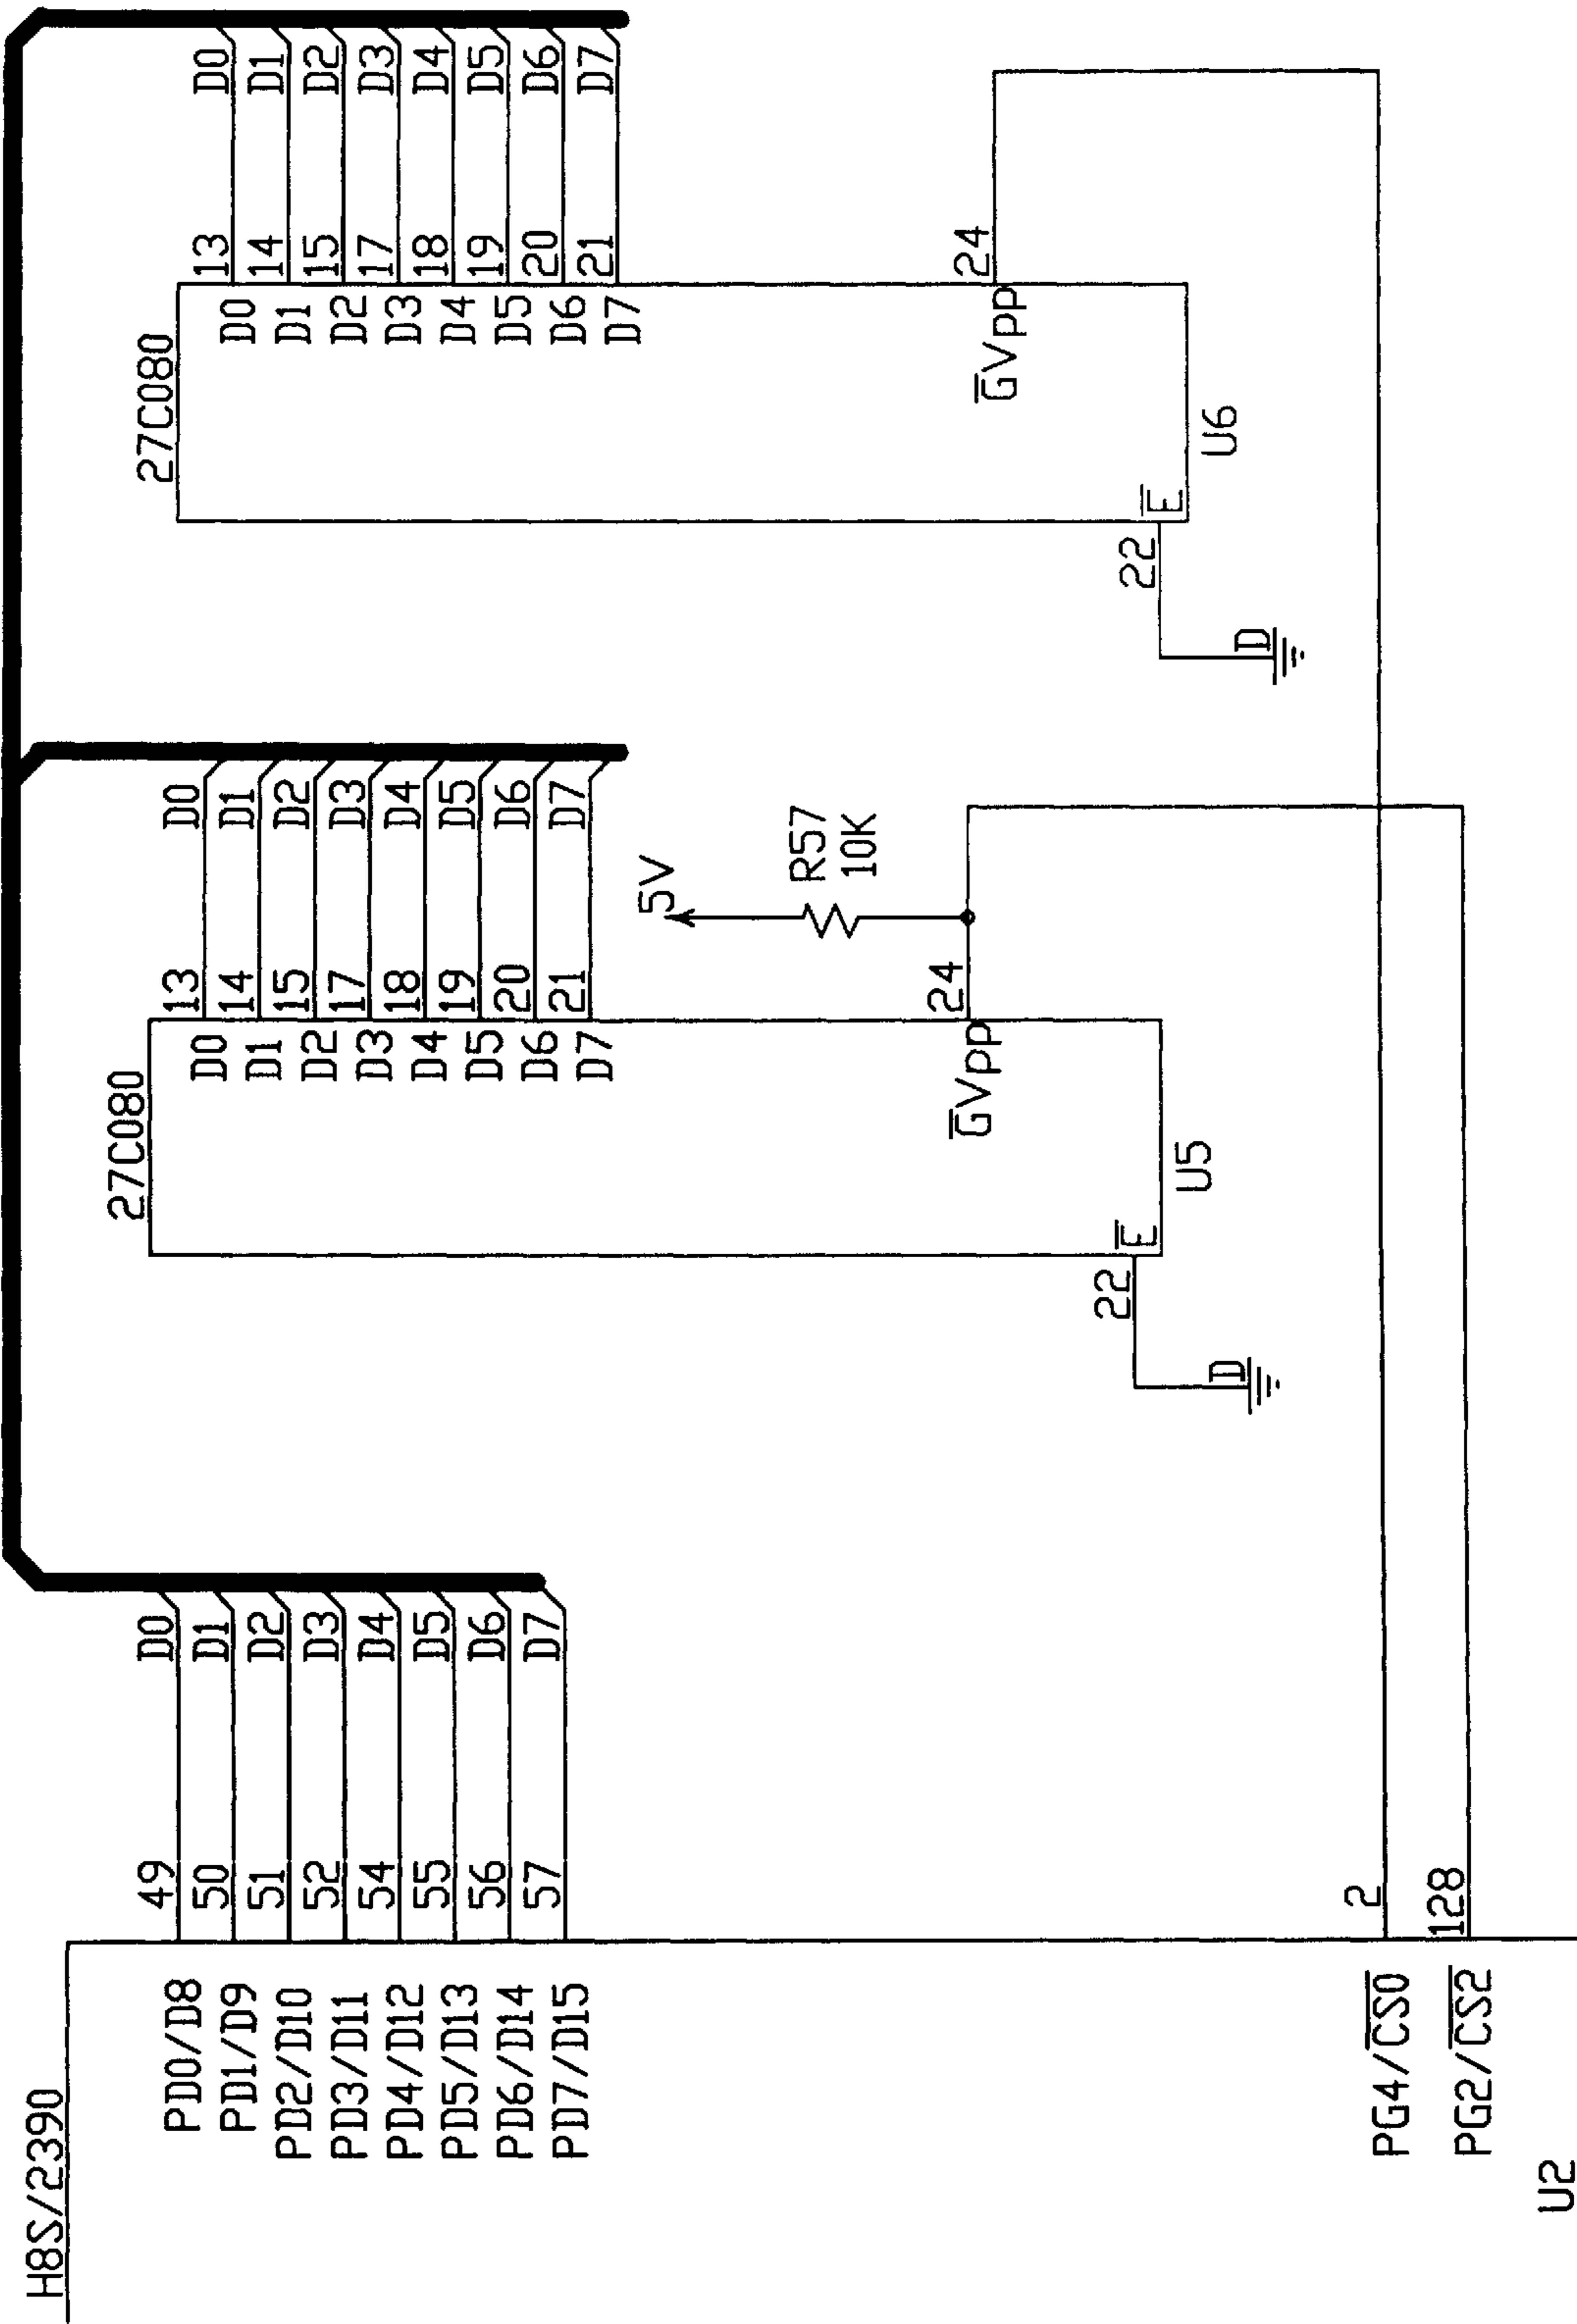 H8S/2390
PD0/D8
PD1/D9
PD2/D10
PD3/D11
PD4/D12
PD5/D13
PD6/D14
PD7/D15
PG4/CS0
PG2/CS2
U2
49
50
51
52
54
55
56
57
2
128
D0
D1
D2
D3
D4
D5
D6
D7
27C080
D0
D1
D2
D3
D4
D5
D6
D7
GVpp
E
U5
22
D
13
14
15
17
18
19
20
21
24
D0
D1
D2
D3
D4
D5
D6
D7
5V
R57
10K
27C080
D0
D1
D2
D3
D4
D5
D6
D7
GVpp
E
U6
22
D
13
14
15
17
18
19
20
21
24
D0
D1
D2
D3
D4
D5
D6
D7